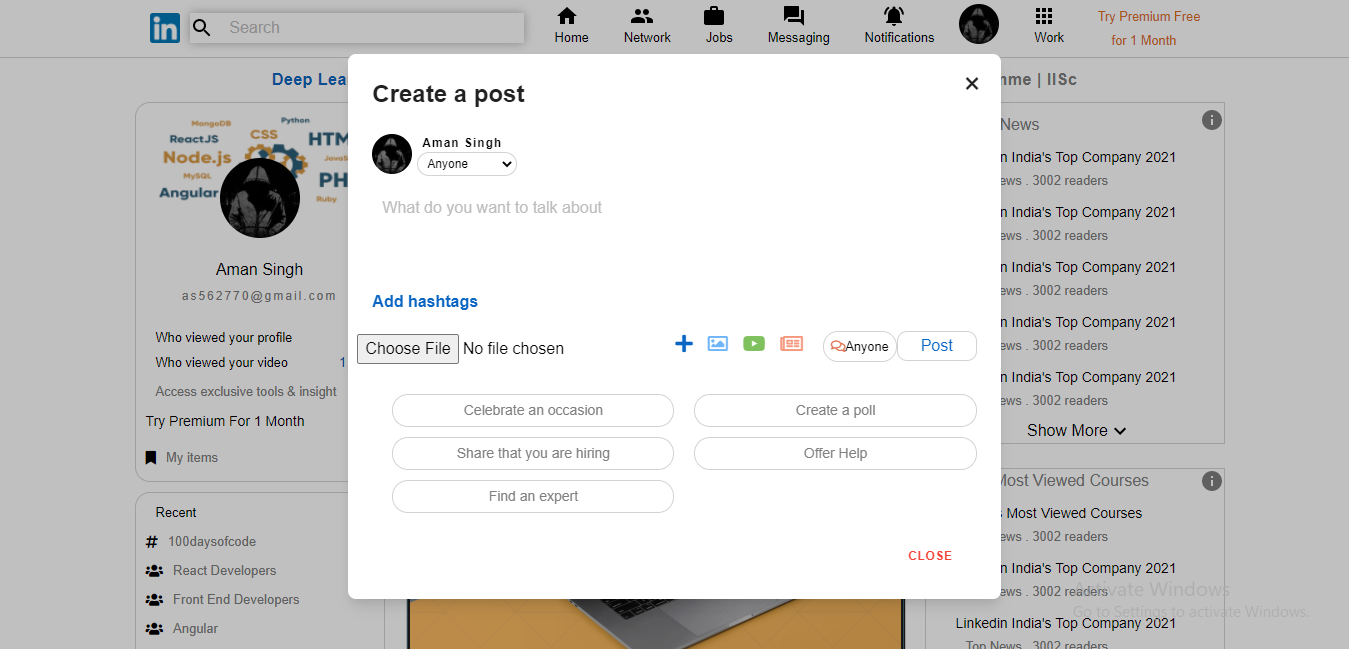 in
Search
Home
Network
Jobs
Messaging
Notifications
Work
Try Premium Free
for 1 Month
Deep Lea
me | IISc
Create a post
Aman Singh
Anyone
What do you want to talk about
Add hashtags
Choose File No file chosen
Anyone
Post
Celebrate an occasion
Create a poll
Share that you are hiring
Offer Help
Find an expert
CLOSE
MongoDB
Python
ReactJS
CSS
HTM
Node.js
JavaS
MySQL
PH
Angular
Ruby
Aman Singh
as562770@gmail.com
Who viewed your profile
Who viewed your video 1
Access exclusive tools & insight
Try Premium For 1 Month
My items
Recent
# 100daysofcode
React Developers
Front End Developers
Angular
News
n India's Top Company 2021
ews . 3002 readers
n India's Top Company 2021
ews . 3002 readers
n India's Top Company 2021
ews . 3002 readers
n India's Top Company 2021
ews . 3002 readers
n India's Top Company 2021
ews . 3002 readers
Show More
Most Viewed Courses
s Most Viewed Courses
ews . 3002 readers
n India's Top Company 2021
ews . 3002 readers
Linkedin India's Top Company 2021
Top News . 3002 readers
Activate Windows
Go to Settings to activate Windows.